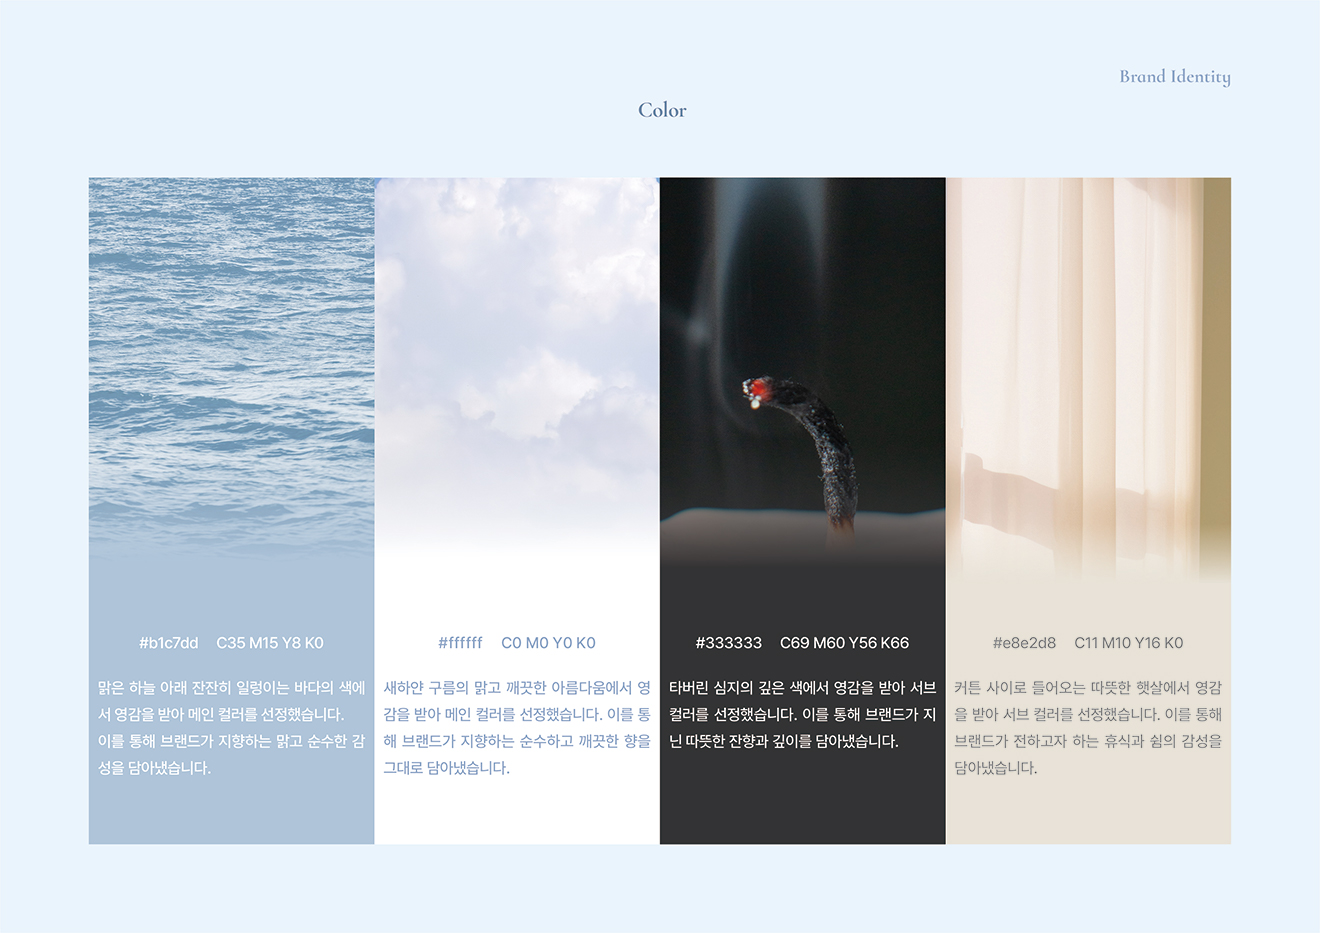 Brand Identity
Color
#b1c7dd C35 M15 Y8 K0
맑은 하늘 아래 잔잔히 일렁이는 바다의 색에
서 영감을 받아 메인 컬러를 선정했습니다.
이를 통해 브랜드가 지향하는 맑고 순수한 감
성을 담아냈습니다.
#ffffff C0 M0 Y0 K0
새하얀 구름의 맑고 깨끗한 아름다움에서 영
감을 받아 메인 컬러를 선정했습니다. 이를 통
해 브랜드가 지향하는 순수하고 깨끗한 향을
그대로 담아냈습니다.
#333333 C69 M60 Y56 K66
타버린 심지의 깊은 색에서 영감을 받아 서브
컬러를 선정했습니다. 이를 통해 브랜드가 지
닌 따뜻한 잔향과 깊이를 담아냈습니다.
#e8e2d8 C11 M10 Y16 K0
커튼 사이로 들어오는 따뜻한 햇살에서 영감
을 받아 서브 컬러를 선정했습니다. 이를 통해
브랜드가 전하고자 하는 휴식과 쉼의 감성을
담아냈습니다.